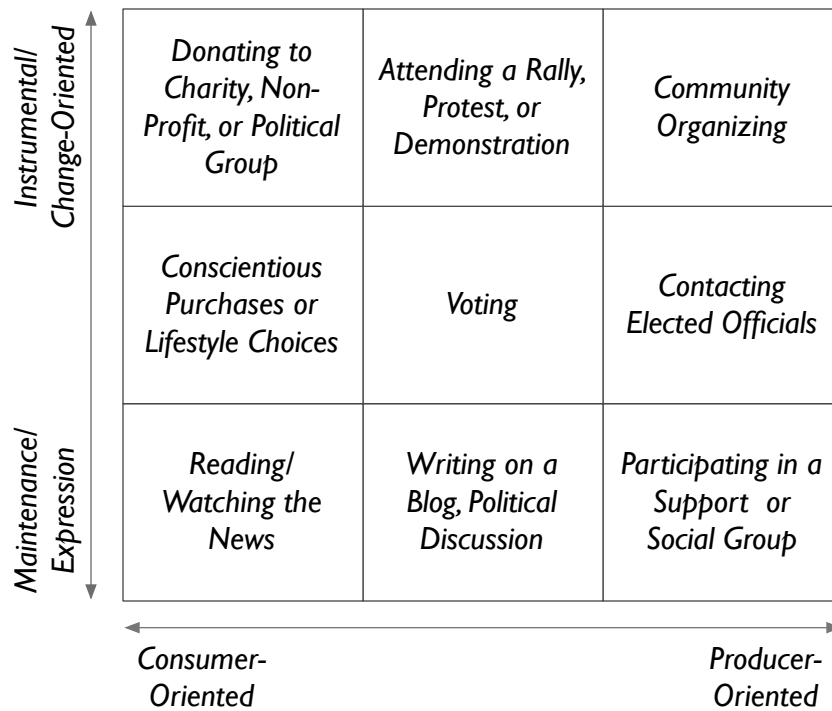 Instrumental/
Change-Oriented
Donating to
Charity, Non-
Profit, or Political
Group
Attending a Rally,
Protest, or
Demonstration
Community
Organizing
Conscientious
Purchases or
Lifestyle Choices
Voting
Contacting
Elected Officials
Maintenance/
Expression
Reading/
Watching the
News
Writing on a
Blog, Political
Discussion
Participating in a
Support or
Social Group
Consumer-
Oriented
Producer-
Oriented